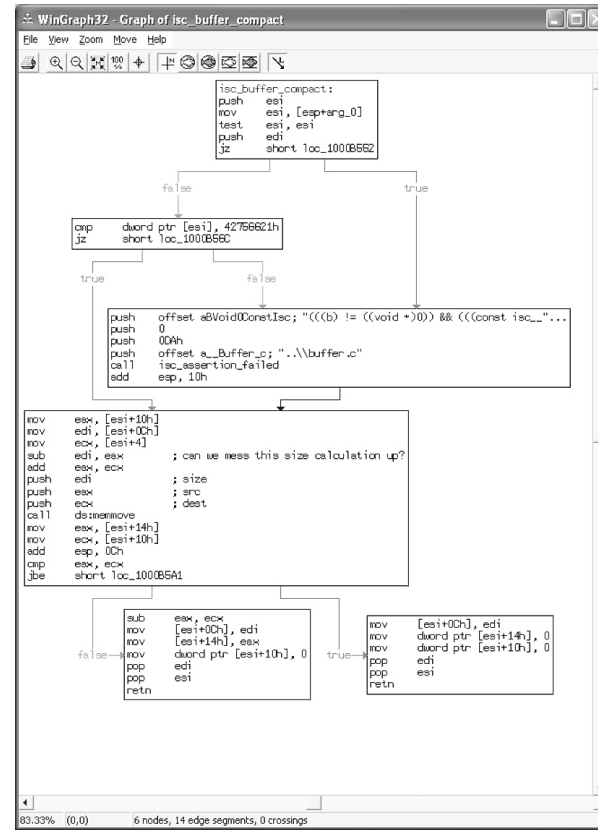 WinGraph32 - Graph of isc_buffer_compact
File View Zoom Move Help
100 %
N
isc_buffer_compact:
push esi
mov esi, [esp+arg_0]
test esi, esi
push edi
jz short loc_1000B552
false
true
cmp dword ptr [esi], 42756621h
jz short loc_1000B56C
true
false
push offset aBVoid0ConstIsc; "(((b) != ((void *)0)) && (((const isc__"...
push 0
push 0DAh
push offset a__Buffer_c; "..\\buffer.c"
call isc_assertion_failed
add esp, 10h
mov eax, [esi+10h]
mov edi, [esi+0Ch]
mov ecx, [esi+4]
sub edi, eax ; can we mess this size calculation up?
add eax, ecx
push edi ; size
push eax ; src
push ecx ; dest
call ds:memmove
mov eax, [esi+14h]
mov ecx, [esi+10h]
add esp, 0Ch
cmp eax, ecx
jbe short loc_1000B5A1
false
sub eax, ecx
mov [esi+0Ch], edi
mov [esi+14h], eax
mov dword ptr [esi+10h], 0
pop edi
pop esi
retn
true
mov [esi+0Ch], edi
mov dword ptr [esi+14h], 0
mov dword ptr [esi+10h], 0
pop edi
pop esi
retn
83.33% (0,0) 6 nodes, 14 edge segments, 0 crossings